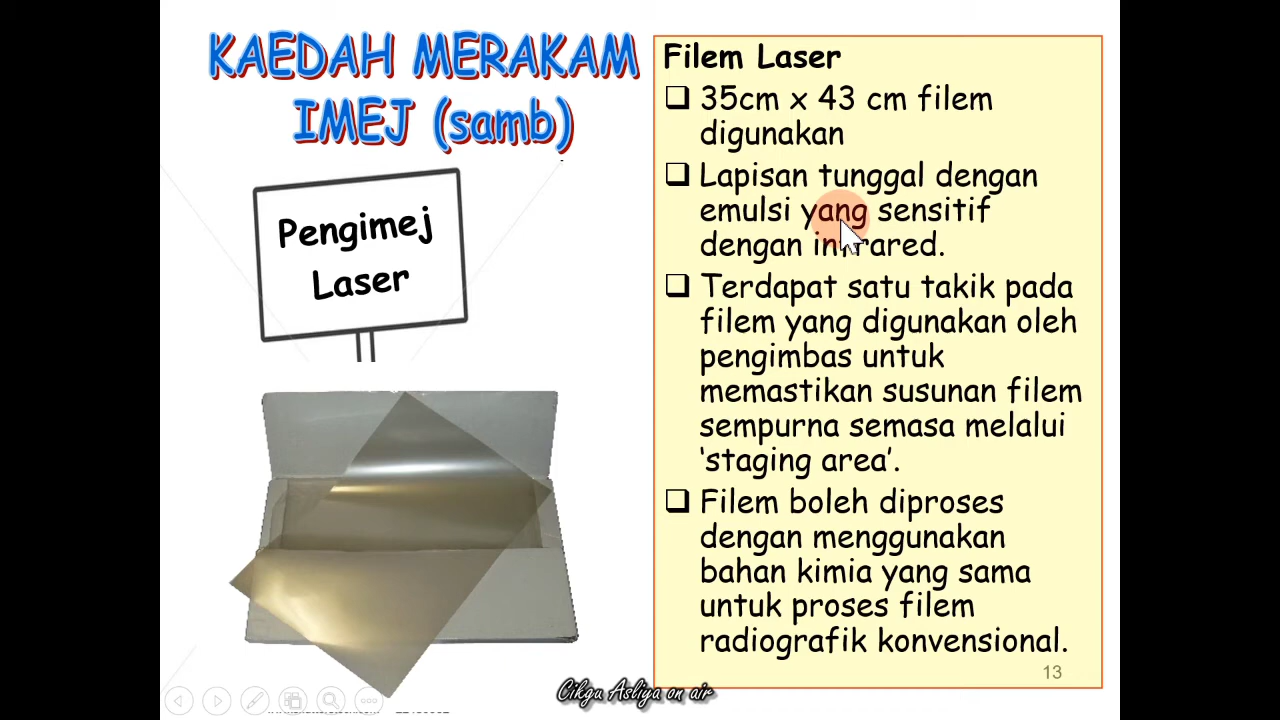 KAEDAH MERAKAM
IMEJ (samb)
Pengimej
Laser
Filem Laser
❑ 35cm x 43 cm filem
digunakan
❑ Lapisan tunggal dengan
emulsi yang sensitif
dengan infrared.
❑ Terdapat satu takik pada
filem yang digunakan oleh
pengimbas untuk
memastikan susunan filem
sempurna semasa melalui
‘staging area’.
❑ Filem boleh diproses
dengan menggunakan
bahan kimia yang sama
untuk proses filem
radiografik konvensional.
13
Cikgu Asliya on air